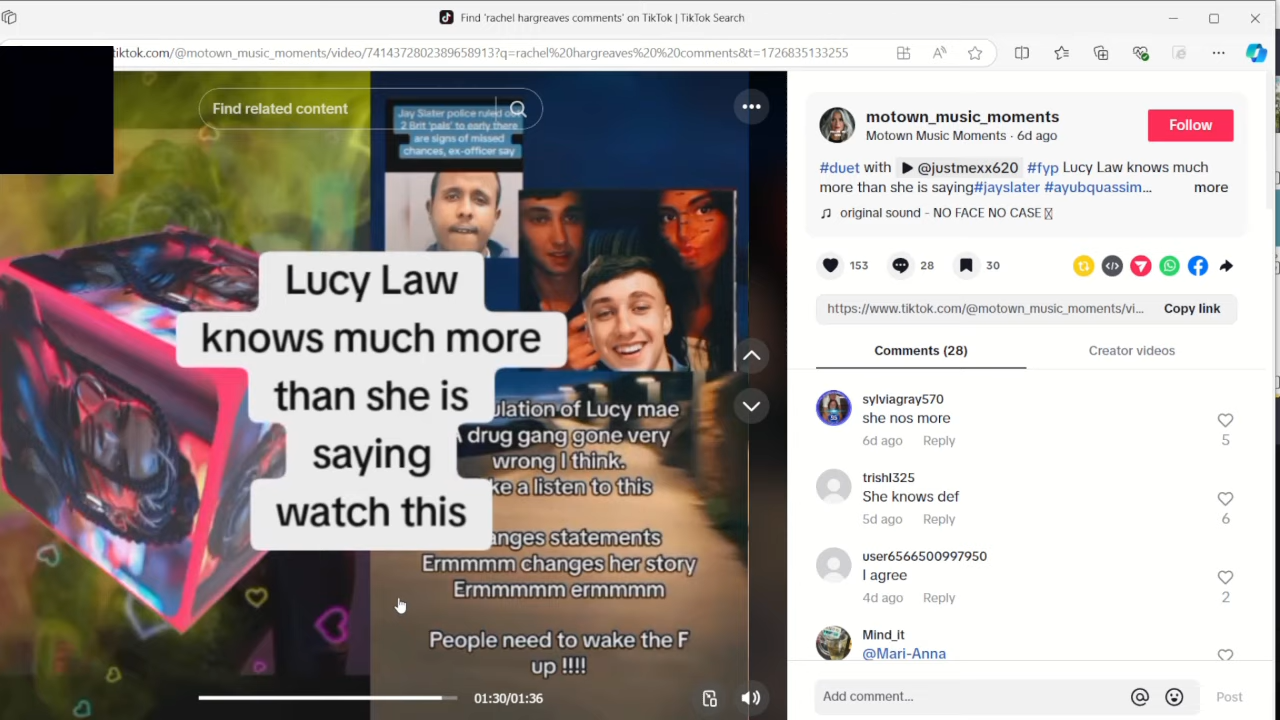 Find 'rachel hargreaves comments' on TikTok | TikTok Search
tiktok.com/@motown_music_moments/video/7414372802389658913?q=rachel%20hargreaves%20%20comments&t=1726835133255
Find related content
Jay Slater police ruled
2 Brit 'pals' to early there
are signs of missed
chances, ex-officer say
Lucy Law
knows much more
than she is
saying
watch this
of Lucy mae
drug gang gone very
wrong I think.
a listen to this
statements
Ermmmm changes her story
Ermmmmm ermmmm
People need to wake the F
up !!!!
01:30/01:36
motown_music_moments
Motown Music Moments · 6d ago
Follow
#duet with @justmexx620 #fyp Lucy Law knows much
more than she is saying#jayslater #ayubquassim... more
original sound - NO FACE NO CASE
153 28 30
https://www.tiktok.com/@motown_music_moments/vi... Copy link
Comments (28) Creator videos
sylviagray570
she nos more
6d ago Reply
5
trishl325
She knows def
5d ago Reply
6
user6566500997950
I agree
4d ago Reply
2
Mind_it
@Mari-Anna
Add comment... Post